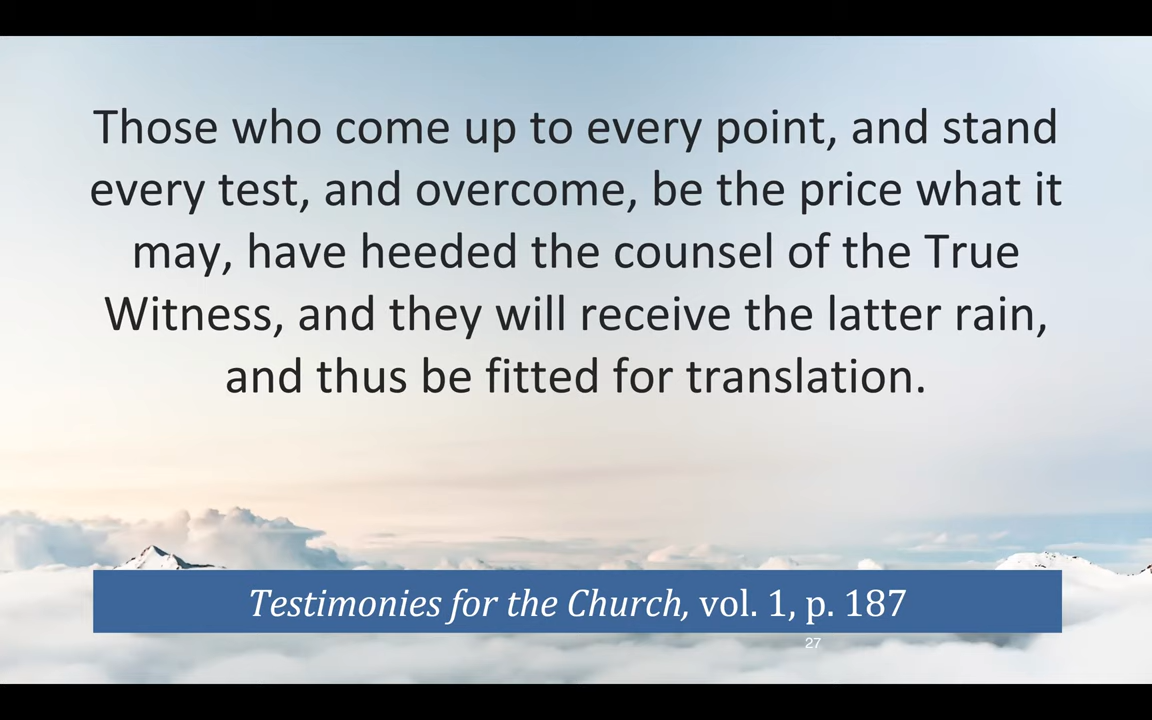 Those who come up to every point, and stand
every test, and overcome, be the price what it
may, have heeded the counsel of the True
Witness, and they will receive the latter rain,
and thus be fitted for translation.
Testimonies for the Church, vol. 1, p. 187
27